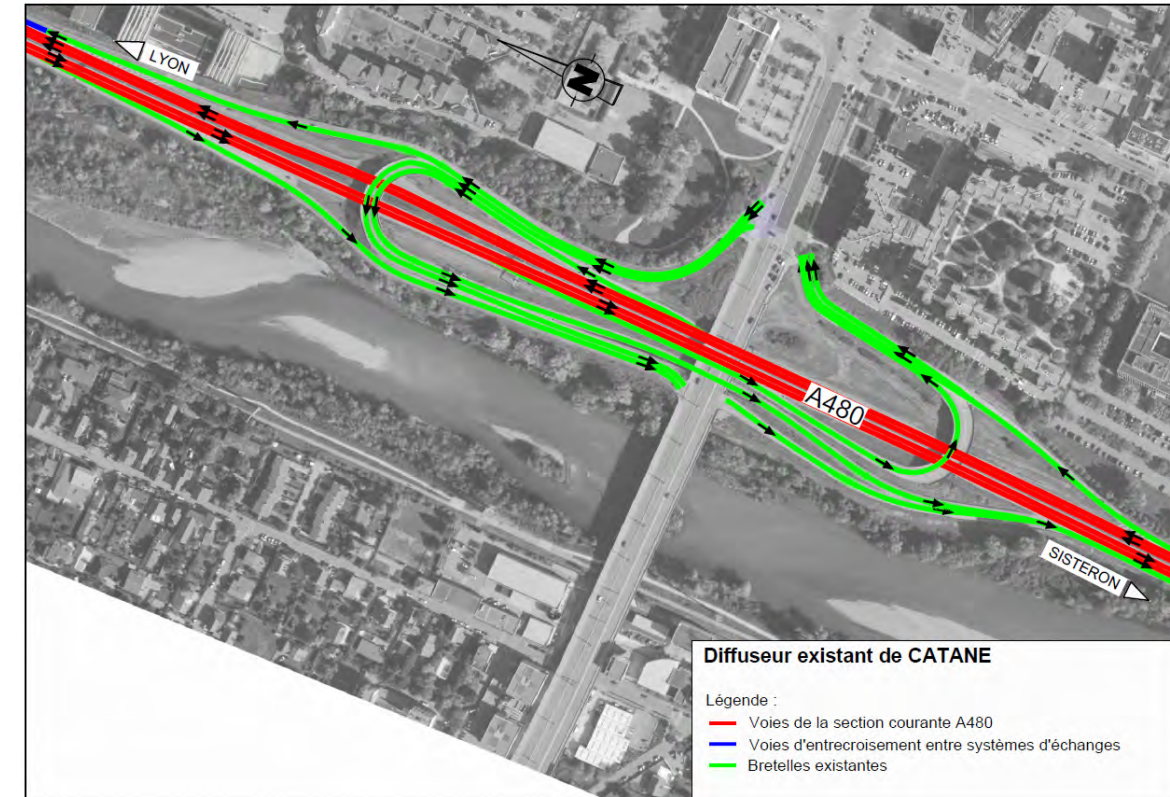 LYON
N
A480
SISTERON
Diffuseur existant de CATANE
Légende :
Voies de la section courante A480
Voies d'entrecroisement entre systèmes d'échanges
Bretelles existantes